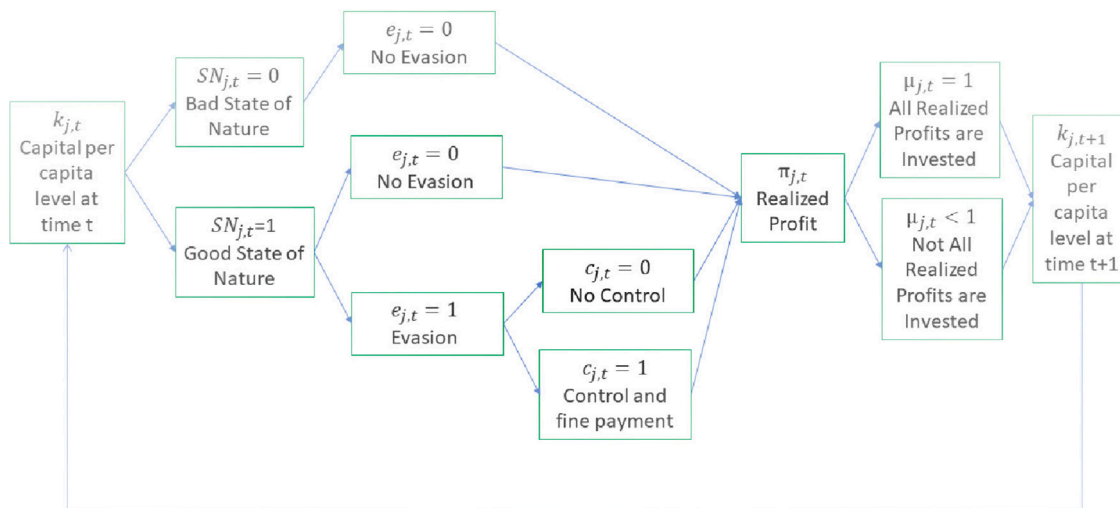 k_{j,t}
Capital per
capita
level at
time t
SN_{j,t} = 0
Bad State of
Nature
SN_{j,t}=1
Good State of
Nature
e_{j,t} = 0
No Evasion
e_{j,t} = 0
No Evasion
e_{j,t} = 1
Evasion
c_{j,t} = 0
No Control
c_{j,t} = 1
Control and
fine payment
π_{j,t}
Realized
Profit
μ_{j,t} = 1
All Realized
Profits are
Invested
μ_{j,t} < 1
Not All
Realized
Profits are
Invested
k_{j,t+1}
Capital
per
capita
level at
time t+1